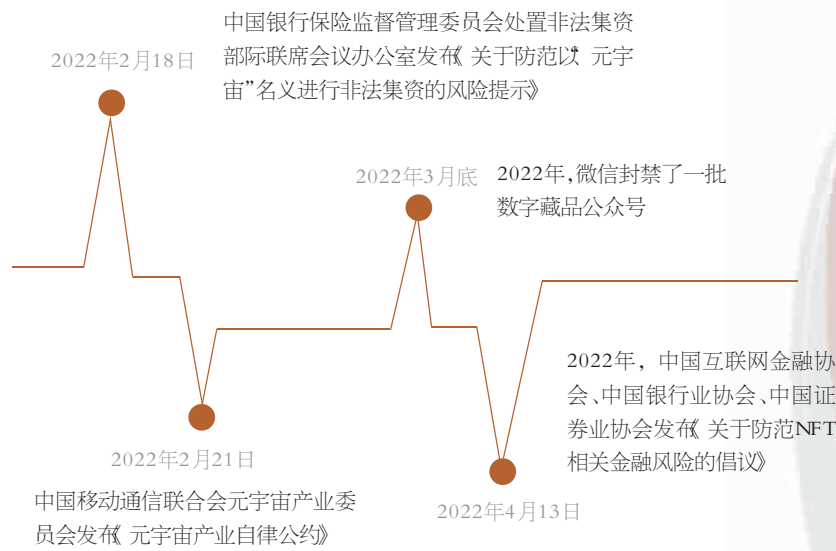 2022年2月18日
中国银行保险监督管理委员会处置非法集资
部际联席会议办公室发布《关于防范以“元宇
宙”名义进行非法集资的风险提示》
2022年3月底
2022年,微信封禁了一批
数字藏品公众号
2022年2月21日
中国移动通信联合会元宇宙产业委
员会发布《元宇宙产业自律公约》
2022年，中国互联网金融协
会、中国银行业协会、中国证
券业协会发布《关于防范NFT
相关金融风险的倡议》
2022年4月13日